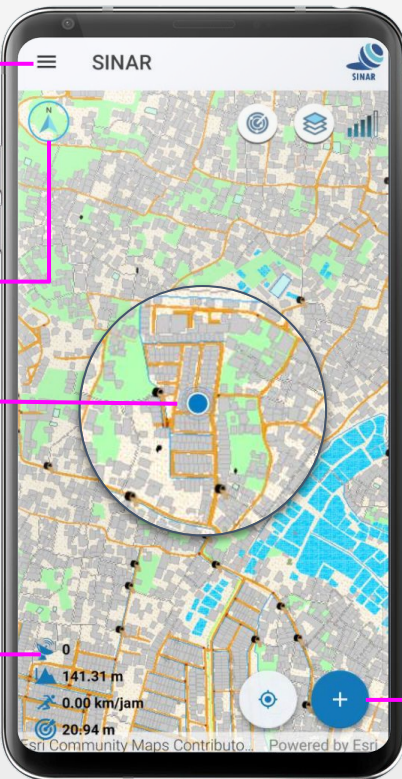 SINAR
SINAR
N
0
141.31 m
0.00 km/jam
20.94 m
Esri Community Maps Contributo... Powered by Esri